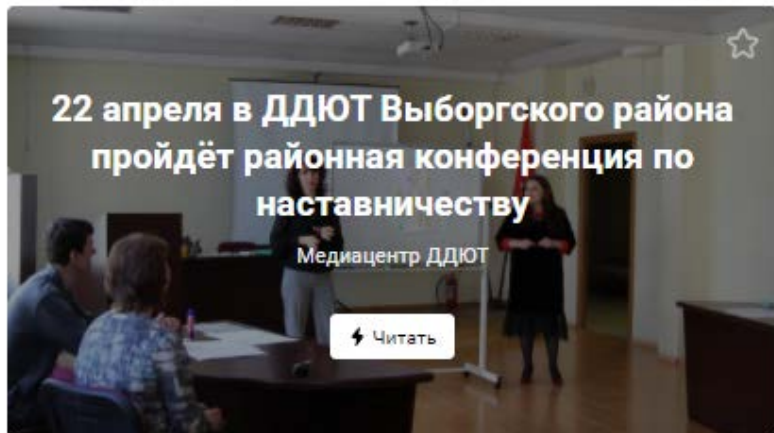 22 апреля в ДДЮТ Выборгского района
пройдёт районная конференция по
наставничеству
Медиацентр ДДЮТ
Читать